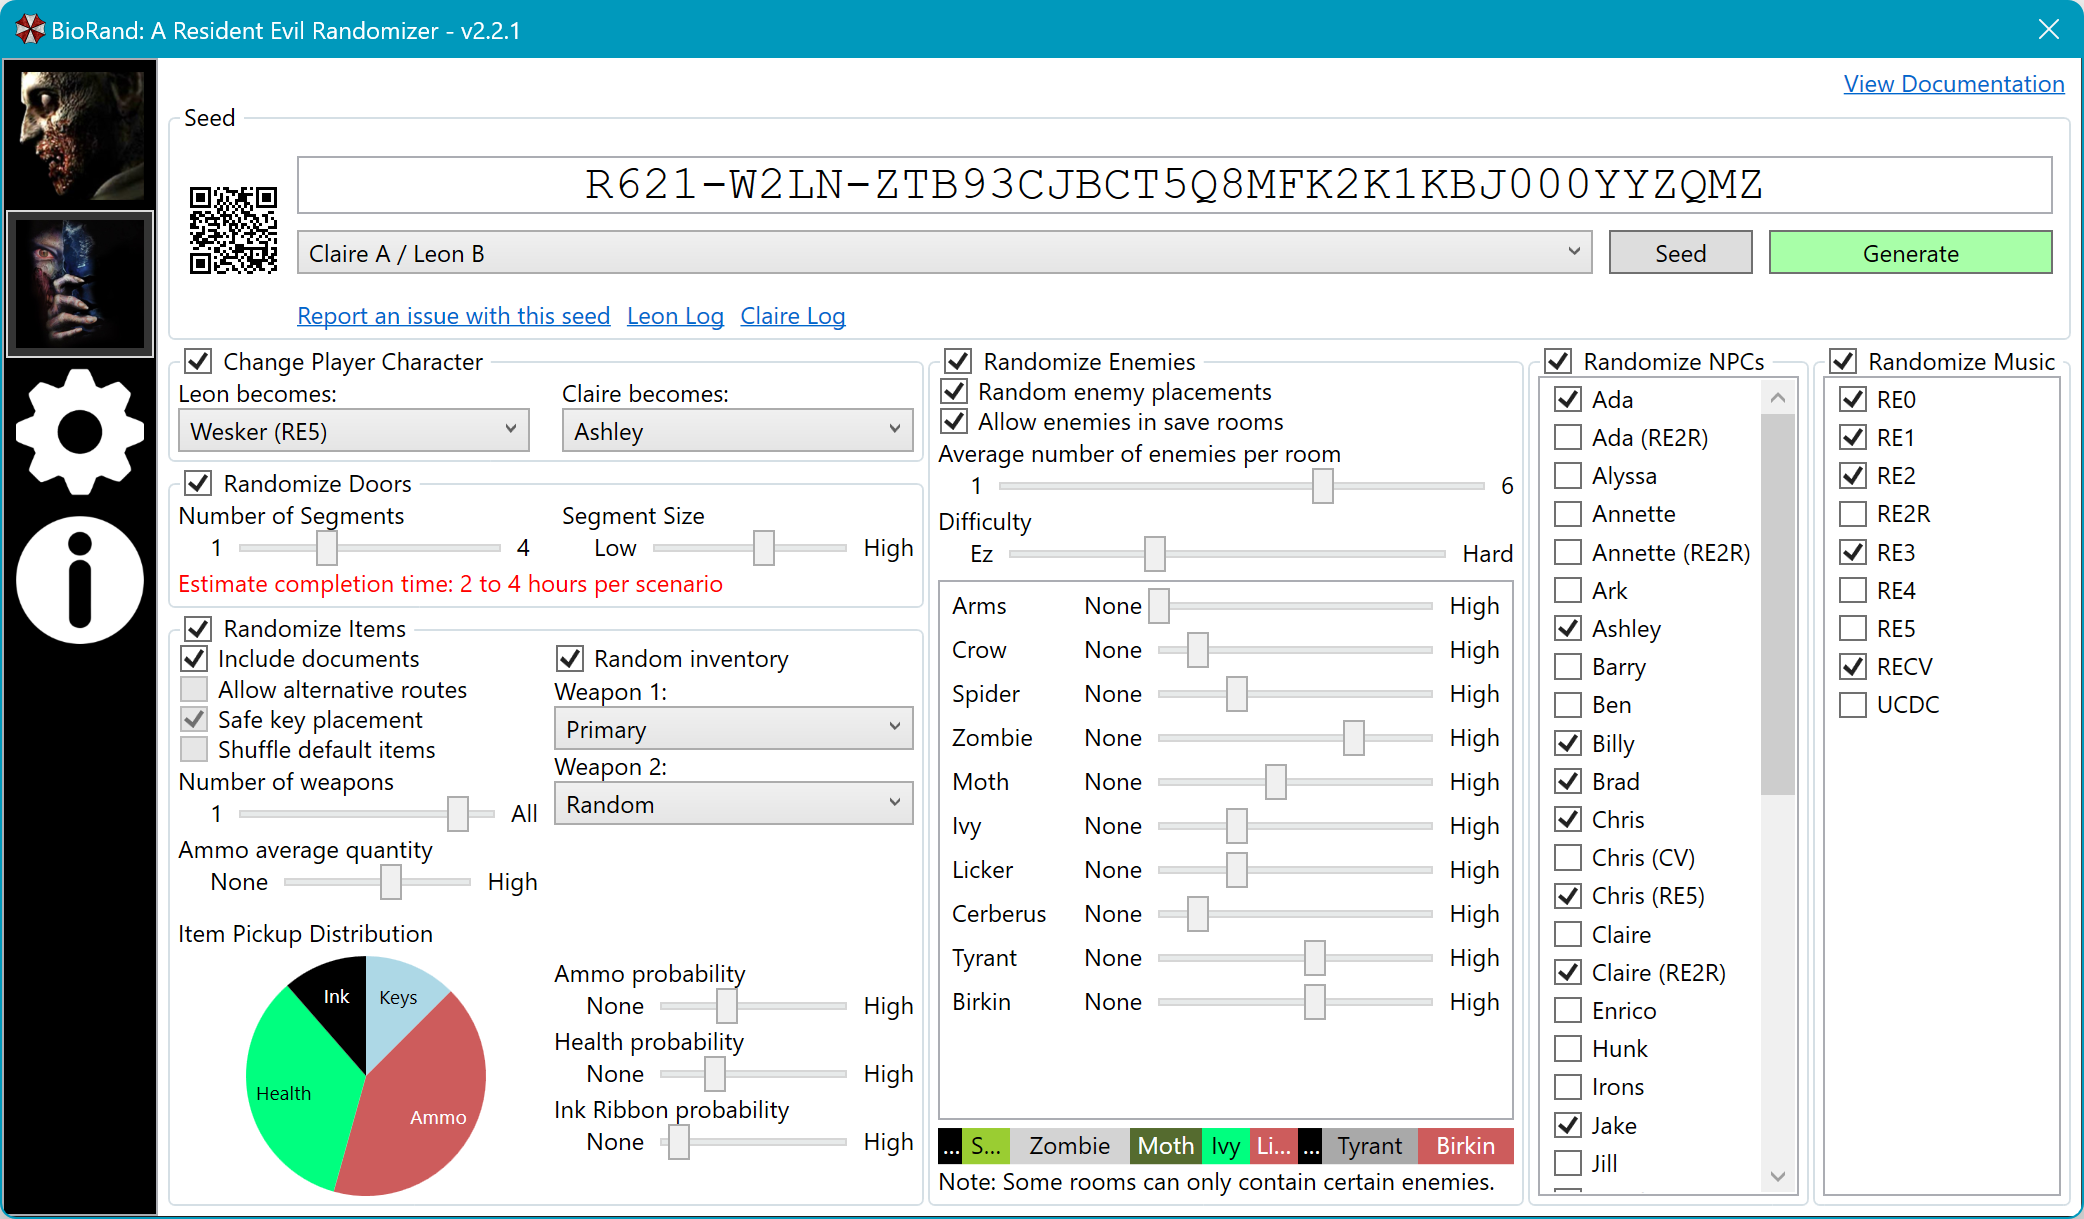 BioRand: A Resident Evil Randomizer - v2.2.1
View Documentation
Seed
R621-W2LN-ZTB93CJBCT5Q8MFK2K1KBJ000YYZQMZ
Claire A / Leon B
Seed
Generate
Report an issue with this seed Leon Log Claire Log
Change Player Character
Leon becomes: Claire becomes:
Wesker (RE5) Ashley
Randomize Doors
Number of Segments Segment Size
1 4 Low High
Estimate completion time: 2 to 4 hours per scenario
Randomize Items
Include documents
Allow alternative routes
Safe key placement
Shuffle default items
Number of weapons
1 All
Ammo average quantity
None High
Random inventory
Weapon 1:
Primary
Weapon 2:
Random
Item Pickup Distribution
Ink
Keys
Health
Ammo
Ammo probability
None High
Health probability
None High
Ink Ribbon probability
None High
Randomize Enemies
Random enemy placements
Allow enemies in save rooms
Average number of enemies per room
1 6
Difficulty
Ez Hard
Arms None High
Crow None High
Spider None High
Zombie None High
Moth None High
Ivy None High
Licker None High
Cerberus None High
Tyrant None High
Birkin None High
... S... Zombie Moth Ivy Li... ... Tyrant Birkin
Note: Some rooms can only contain certain enemies.
Randomize NPCs
Ada
Ada (RE2R)
Alyssa
Annette
Annette (RE2R)
Ark
Ashley
Barry
Ben
Billy
Brad
Chris
Chris (CV)
Chris (RE5)
Claire
Claire (RE2R)
Enrico
Hunk
Irons
Jake
Jill
Randomize Music
RE0
RE1
RE2
RE2R
RE3
RE4
RE5
RECV
UCDC